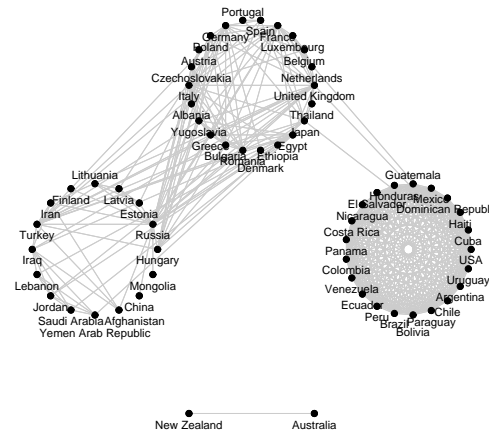 Portugal
Spain
Germany
France
Poland
Luxembourg
Austria
Belgium
Czechoslovakia
Netherlands
Italy
United Kingdom
Albania
Thailand
Yugoslavia
Japan
Greece
Egypt
Bulgaria
Ethiopia
Romania
Denmark
Lithuania
Finland
Latvia
Iran
Estonia
Turkey
Russia
Iraq
Hungary
Lebanon
Mongolia
Jordan
China
Saudi Arabia
Afghanistan
Yemen Arab Republic
Guatemala
Honduras
Mexico
El Salvador
Dominican Republ
Nicaragua
Haiti
Costa Rica
Cuba
Panama
USA
Colombia
Uruguay
Venezuela
Argentina
Ecuador
Chile
Peru
Paraguay
Brazil
Bolivia
New Zealand
Australia